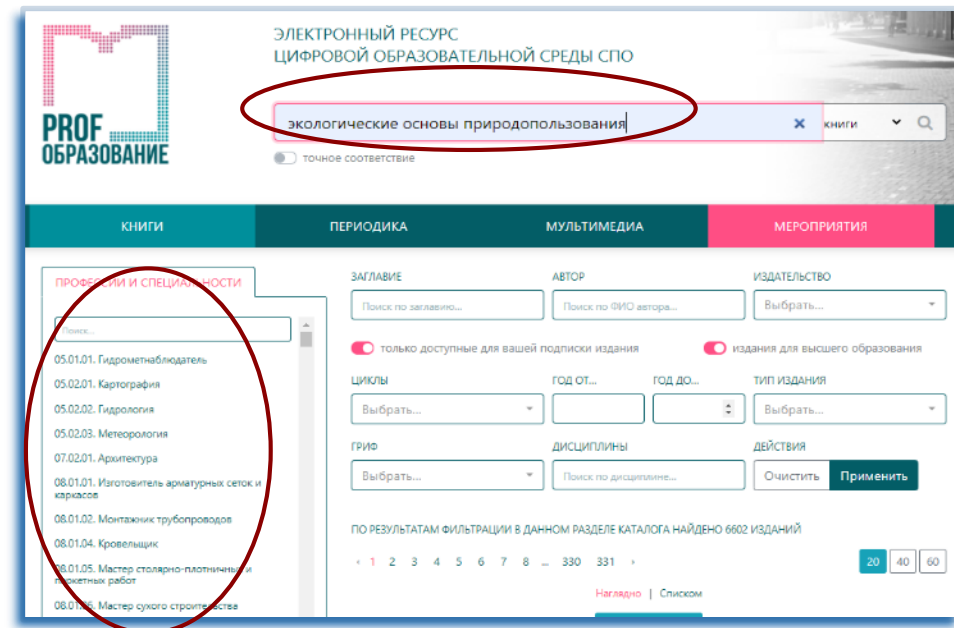 PROF
ОБРАЗОВАНИЕ
ЭЛЕКТРОННЫЙ РЕСУРС
ЦИФРОВОЙ ОБРАЗОВАТЕЛЬНОЙ СРЕДЫ СПО
экологические основы природопользования
× книги
точное соответствие
КНИГИ ПЕРИОДИКА МУЛЬТИМЕДИА МЕРОПРИЯТИЯ
ПРОФЕССИИ И СПЕЦИАЛЬНОСТИ
Поиск...
05.01.01. Гидрометнаблюдатель
05.02.01. Картография
05.02.02. Гидрология
05.02.03. Метеорология
07.02.01. Архитектура
08.01.01. Изготовитель арматурных сеток и
каркасов
08.01.02. Монтажник трубопроводов
08.01.04. Кровельщик
08.01.05. Мастер столярно-плотничных и
паркетных работ
08.01.06. Мастер сухого строительства
ЗАГЛАВИЕ АВТОР ИЗДАТЕЛЬСТВО
Поиск по заглавию... Поиск по ФИО автора... Выбрать...
только доступные для вашей подписки издания издания для высшего образования
ЦИКЛЫ ГОД ОТ... ГОД ДО... ТИП ИЗДАНИЯ
Выбрать... Выбрать...
ГРИФ ДИСЦИПЛИНЫ ДЕЙСТВИЯ
Выбрать... Поиск по дисциплине... Очистить Применить
ПО РЕЗУЛЬТАТАМ ФИЛЬТРАЦИИ В ДАННОМ РАЗДЕЛЕ КАТАЛОГА НАЙДЕНО 6602 ИЗДАНИЙ
‹ 1 2 3 4 5 6 7 8 ... 330 331 › 20 40 60
Наглядно | Списком